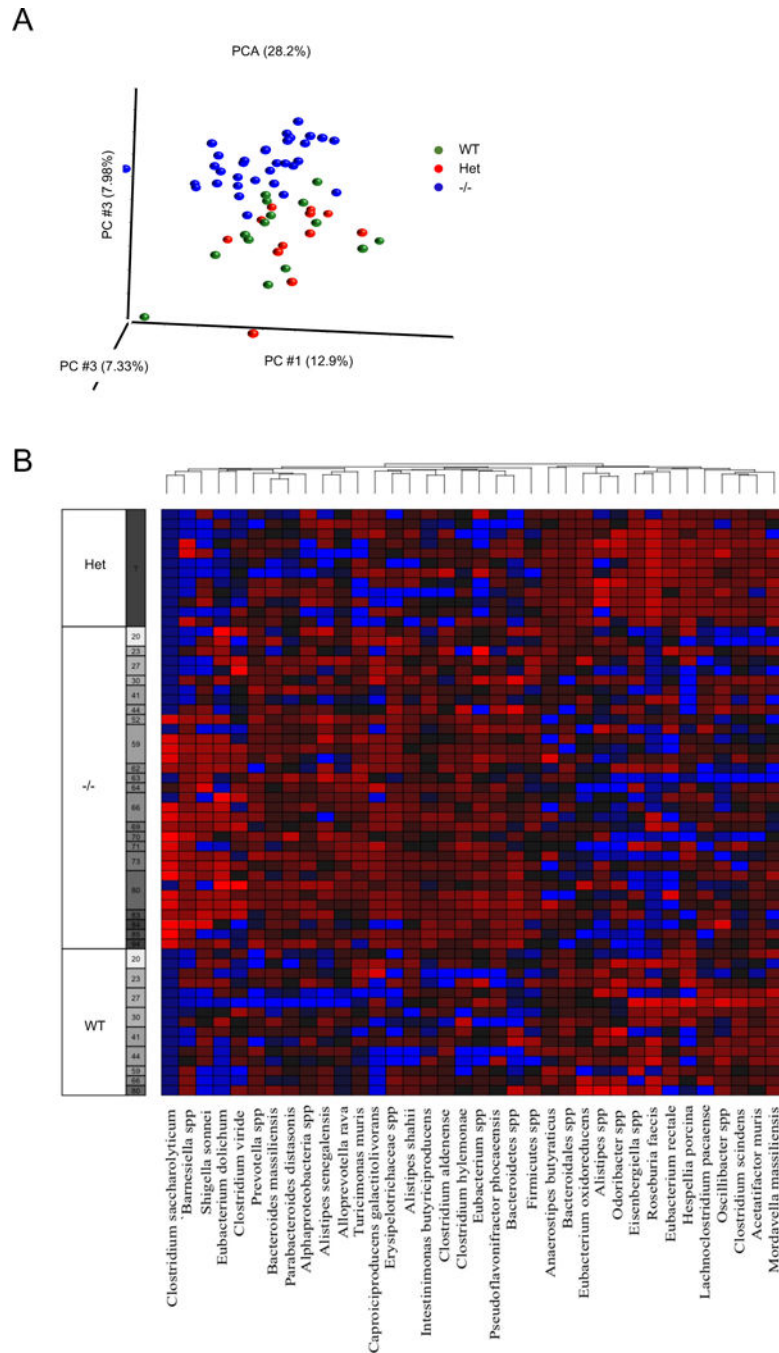 A
PCA (28.2%)
WT
Het
-/-
PC #3 (7.98%)
PC #3 (7.33%)
PC #1 (12.9%)
B
Het
-/-
20
23
27
30
41
44
52
59
62
63
64
66
69
70
71
73
80
WT
20
23
27
30
41
44
59
66
80
Clostridium saccharolyticum
Barnesiella spp
Shigella sonnei
Eubacterium dolichum
Clostridium viride
Prevotella spp
Bacteroides massiliensis
Parabacteroides distasonis
Alphaproteobacteria spp
Alistipes senegalensis
Alloprevotella rava
Turicimonas muris
Caproiciproducens galactitolivorans
Erysipelotrichaceae spp
Alistipes shahii
Intestinimonas butyriciproducens
Clostridium aldenense
Clostridium hylemonae
Eubacterium spp
Pseudoflavonifractor phocaeensis
Bacteroidetes spp
Firmicutes spp
Anaerostipes butyraticus
Bacteroidales spp
Eubacterium oxidoreducens
Alistipes spp
Odoribacter spp
Eisenbergiella spp
Roseburia faecis
Eubacterium rectale
Hespellia porcina
Lachnoclostridium pacaense
Oscillibacter spp
Clostridium scindens
Acetatifactor muris
Mordavella massiliensis